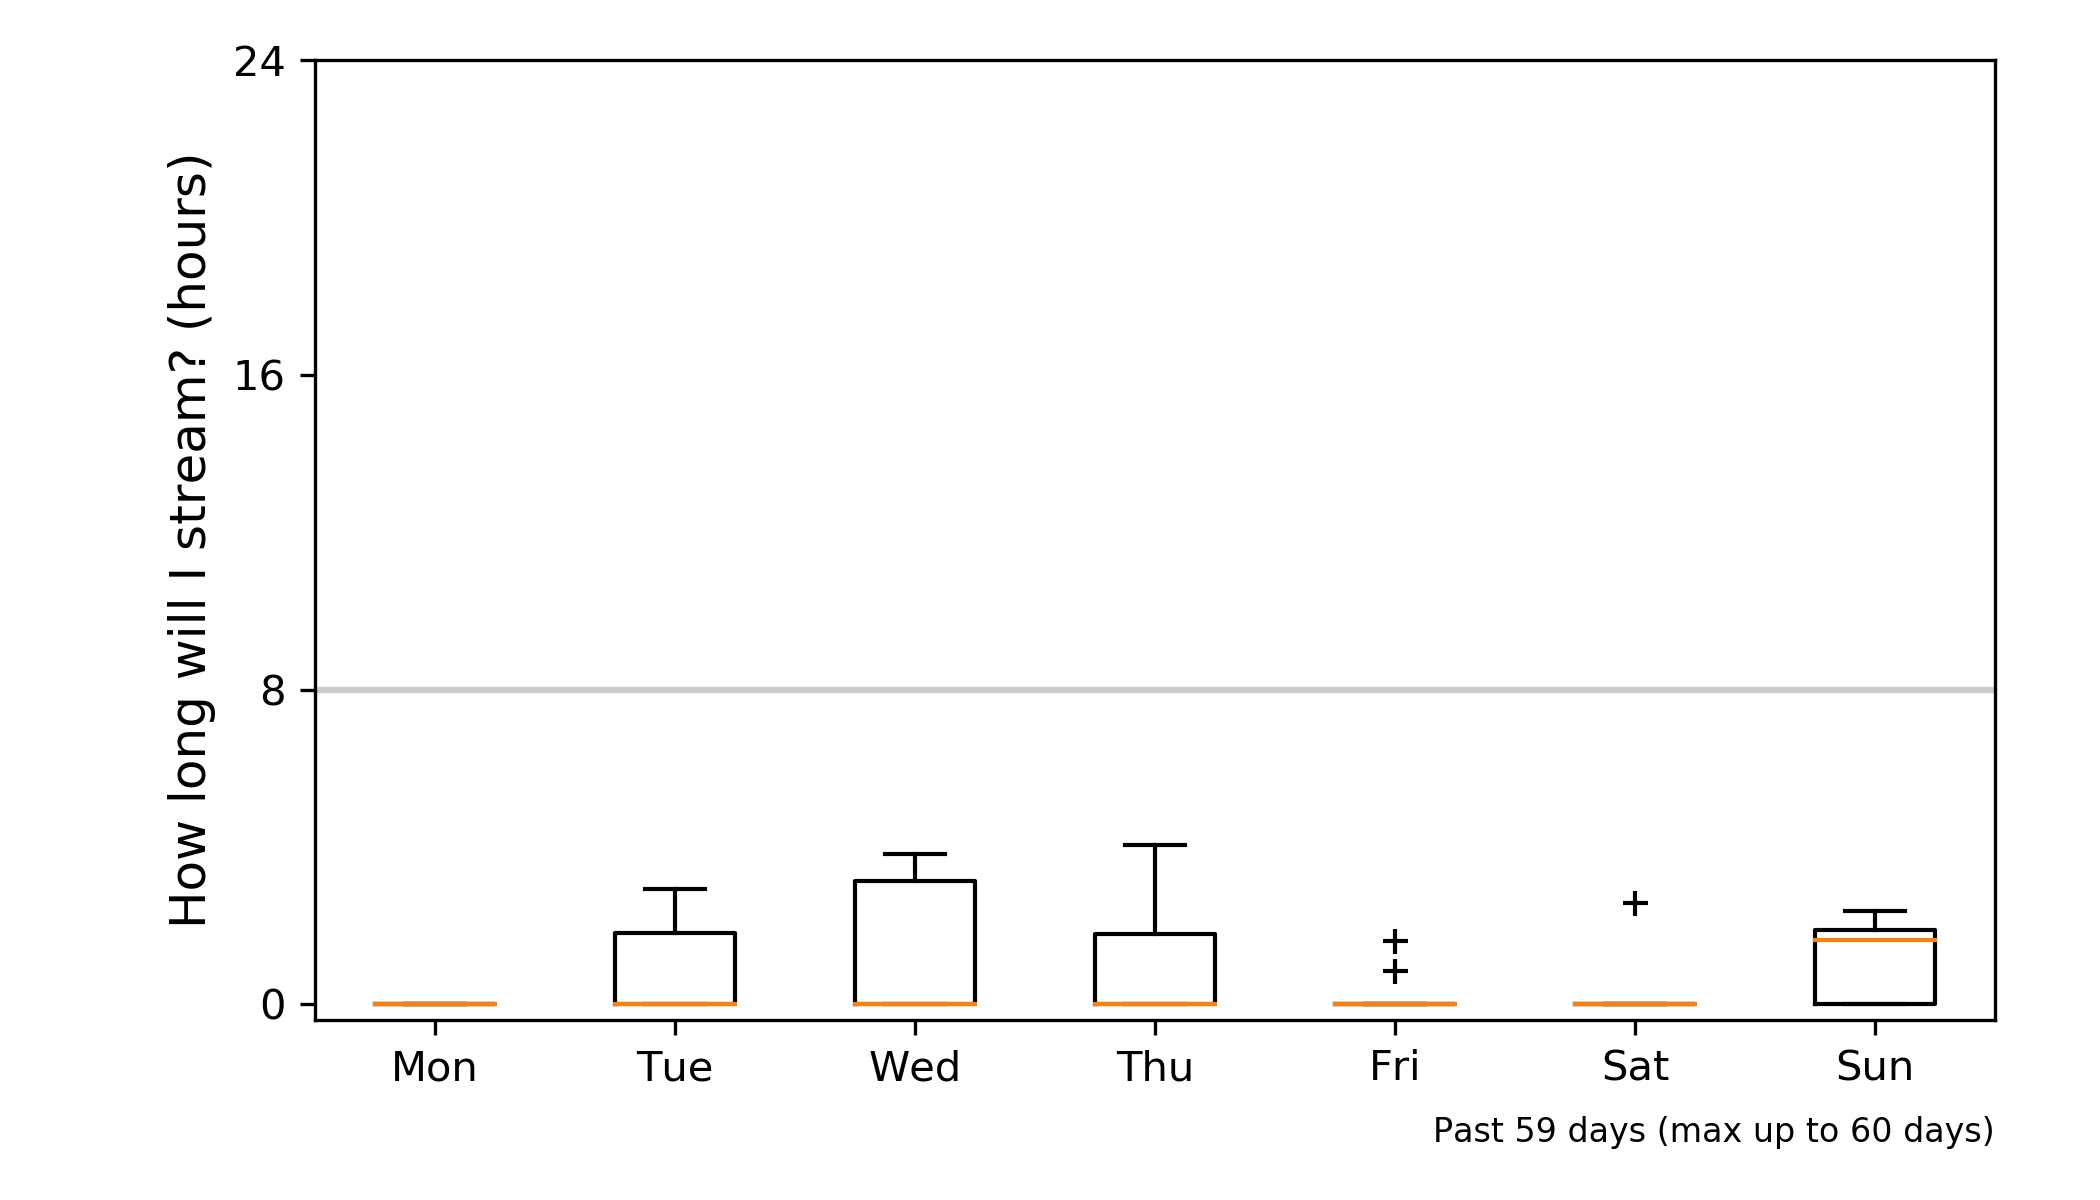 How long will I stream? (hours)
24
16
8
0
Mon Tue Wed Thu Fri Sat Sun
Past 59 days (max up to 60 days)